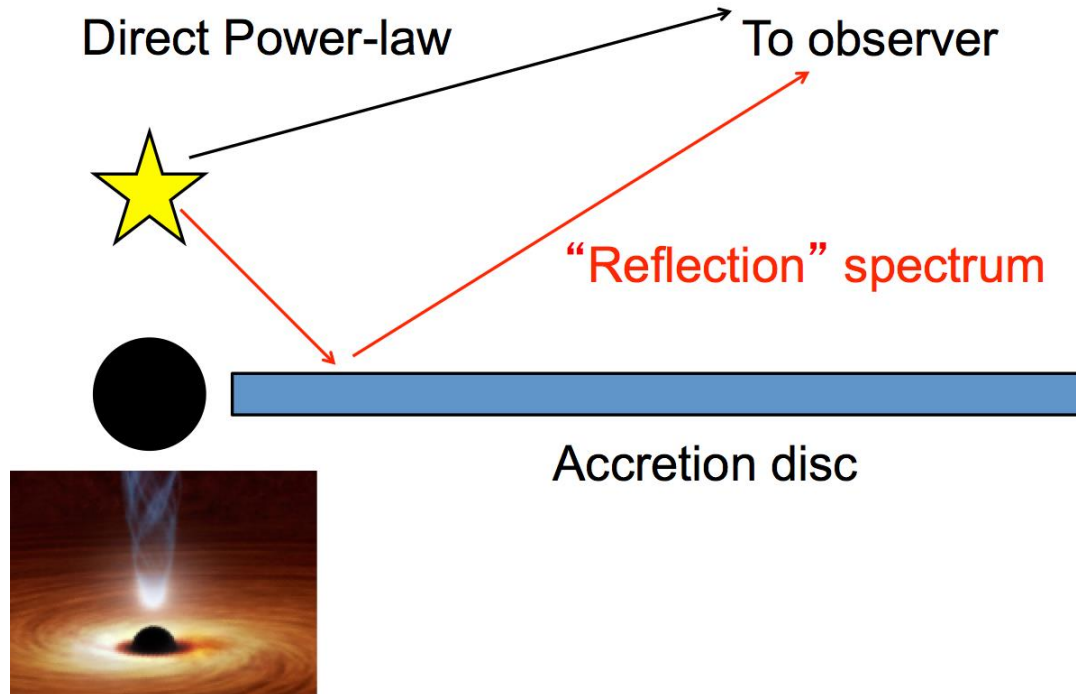 Direct Power-law
To observer
“Reflection” spectrum
Accretion disc